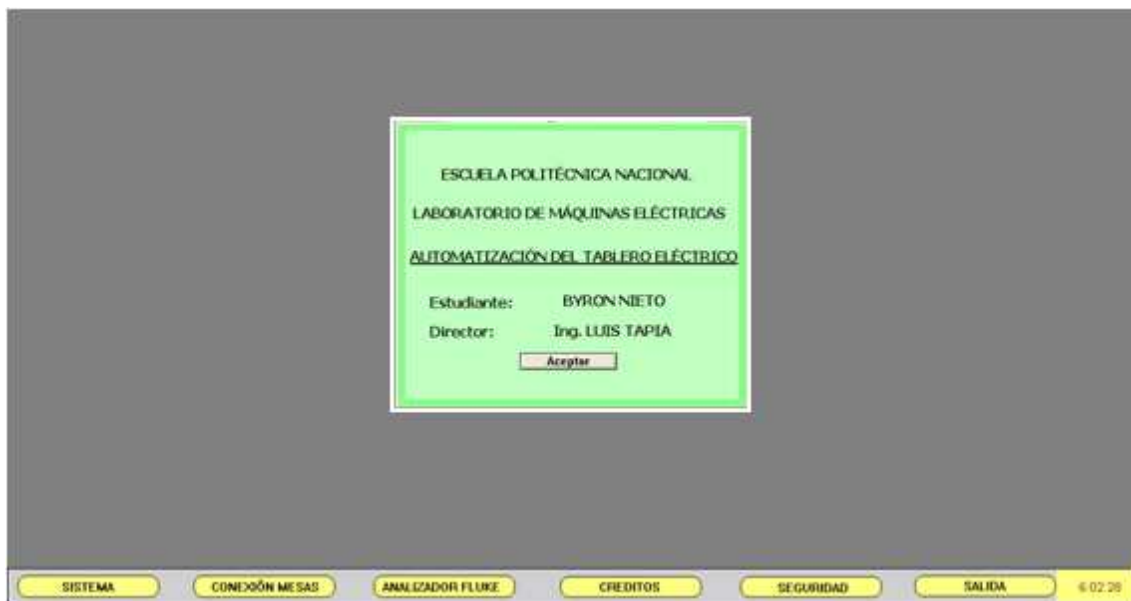 ESCUELA POLITÉCNICA NACIONAL
LABORATORIO DE MÁQUINAS ELÉCTRICAS
AUTOMATIZACIÓN DEL TABLERO ELÉCTRICO
Estudiante: BYRON NIETO
Director: Ing. LUIS TAPIA
Aceptar
SISTEMA CONEXIÓN MESAS ANALIZADOR FLUKE CREDITOS SEGURIDAD SALIDA 6:02:28